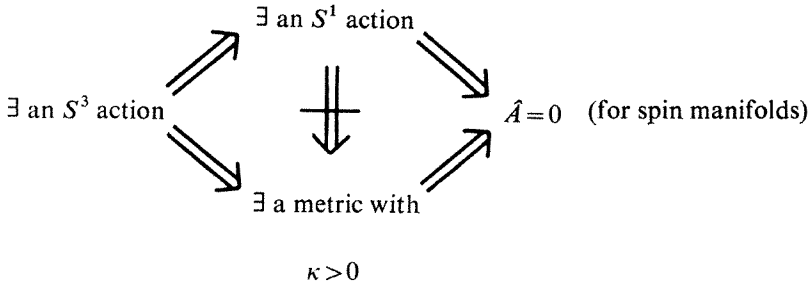 ∃ an S¹ action
∃ an S³ action
Â=0 (for spin manifolds)
∃ a metric with
κ>0